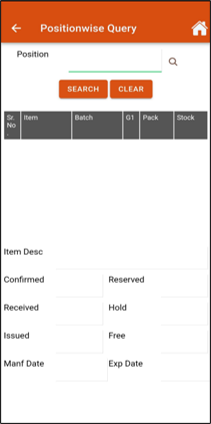 Positionwise Query
Position
SEARCH CLEAR
Sr. No Item Batch G1 Pack Stock
Item Desc
Confirmed Reserved
Received Hold
Issued Free
Manf Date Exp Date